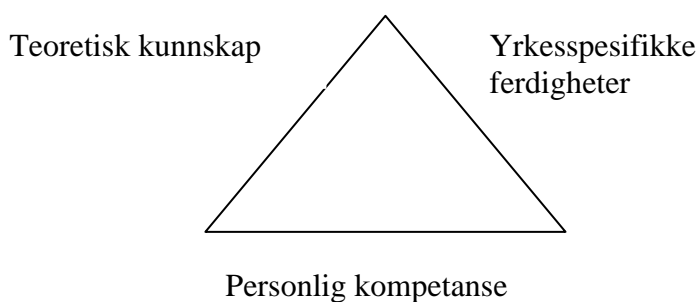 Teoretisk kunnskap
Yrkesspesifikke
ferdigheter
Personlig kompetanse